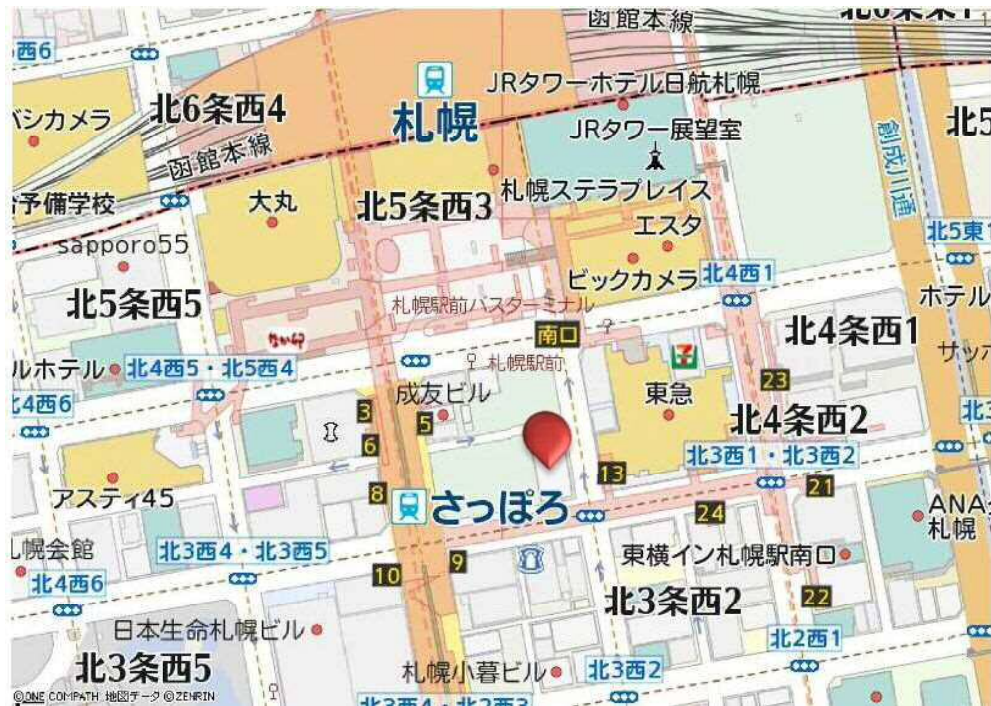 函館本線
西6
北6条西4
札幌
JRタワーホテル日航札幌
バシカメラ
JRタワー展望室
創成川通
北5
函館本線
予備学校
大丸
北5条西3
札幌ステラプレイス
エスタ
sapporo55
北5東1
北5条西5
ビックカメラ
北4西1
札幌駅前バスターミナル
ホテル
なか卯
南口
北4条西1
札幌駅前
サッポ
ルホテル
北4西5・北5西4
成友ビル
東急
23
北4西6
3
5
北4条西2
6
北3西1・北3西2
アスティ45
8
さっぽろ
13
21
24
ANA
札幌
札幌会館
北3西4・北3西5
9
東横イン札幌駅南口
北4西6
10
北3条西2
22
日本生命札幌ビル
北2西1
北3条西5
札幌小暮ビル
北3西2
©ONE COMPATH 地図データ ©ZENRIN
北3西4・北2西3